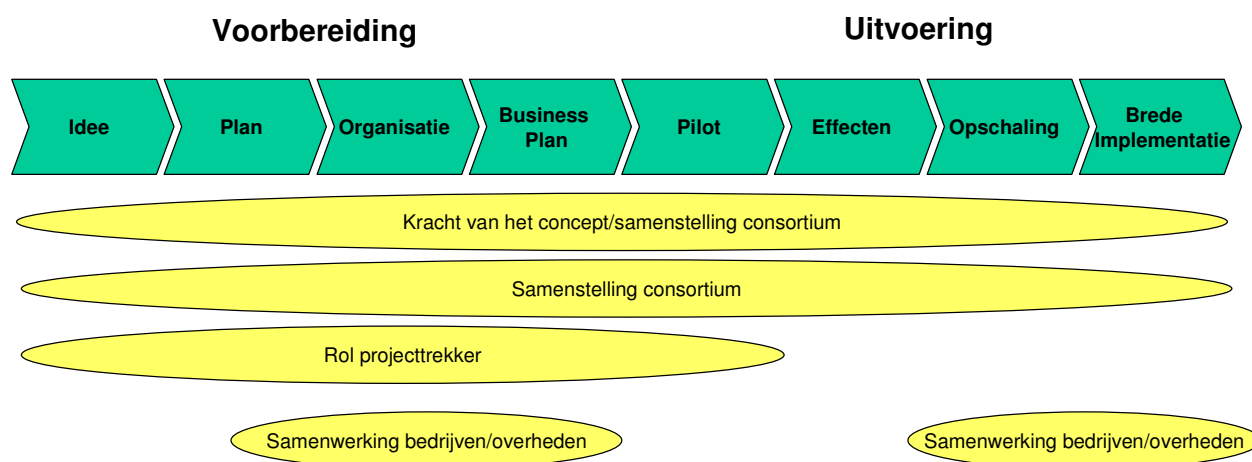 Voorbereiding
Uitvoering
Idee
Plan
Organisatie
Business
Plan
Pilot
Effecten
Opschaling
Brede
Implementatie
Kracht van het concept/samenstelling consortium
Samenstelling consortium
Rol projecttrekker
Samenwerking bedrijven/overheden
Samenwerking bedrijven/overheden